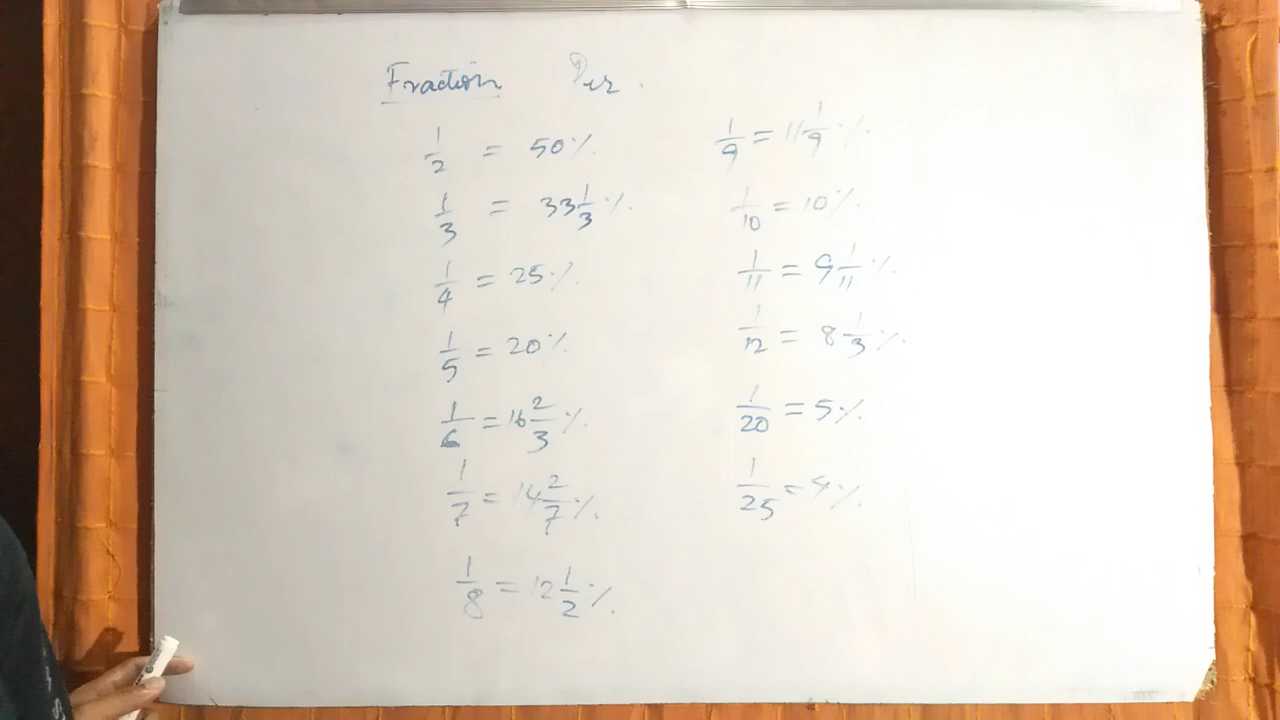 Fraction Per.
1/2 = 50%
1/3 = 33 1/3 %
1/4 = 25%
1/5 = 20%
1/6 = 16 2/3 %
1/7 = 14 2/7 %
1/8 = 12 1/2 %
1/9 = 11 1/9 %
1/10 = 10%
1/11 = 9 1/11 %
1/12 = 8 1/3 %
1/20 = 5%
1/25 = 4%